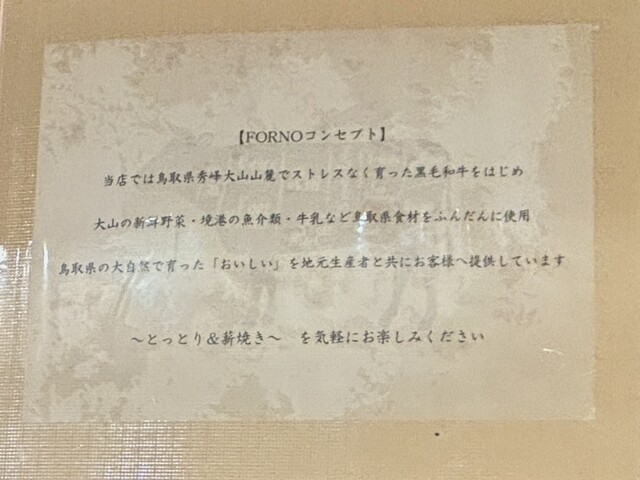 【FORNOコンセプト】
当店では鳥取県秀峰大山山麓でストレスなく育った黒毛和牛をはじめ
大山の新鮮野菜・境港の魚介類・牛乳など鳥取県食材をふんだんに使用
鳥取県の大自然で育った「おいしい」を地元生産者と共にお客様へ提供しています
～とっとり&薪焼き～　を気軽にお楽しみください